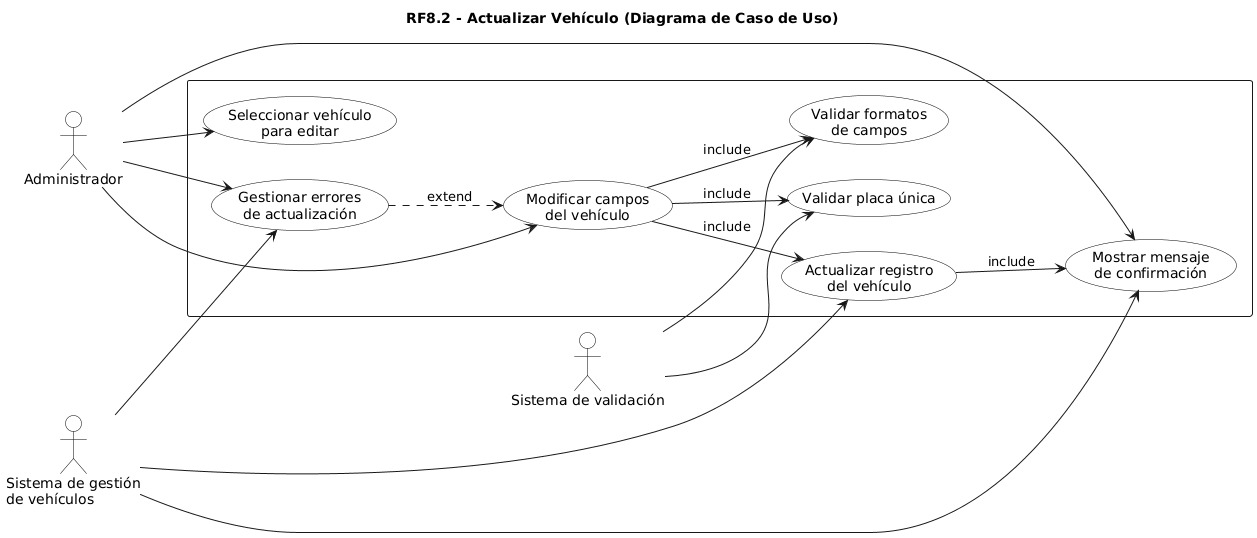 RF8.2 - Actualizar Vehículo (Diagrama de Caso de Uso)
Seleccionar vehículo
para editar
Validar formatos
de campos
include
Administrador
Gestionar errores
de actualización
extend
Modificar campos
del vehículo
include
Validar placa única
include
Actualizar registro
del vehículo
include
Mostrar mensaje
de confirmación
Sistema de validación
Sistema de gestión
de vehículos